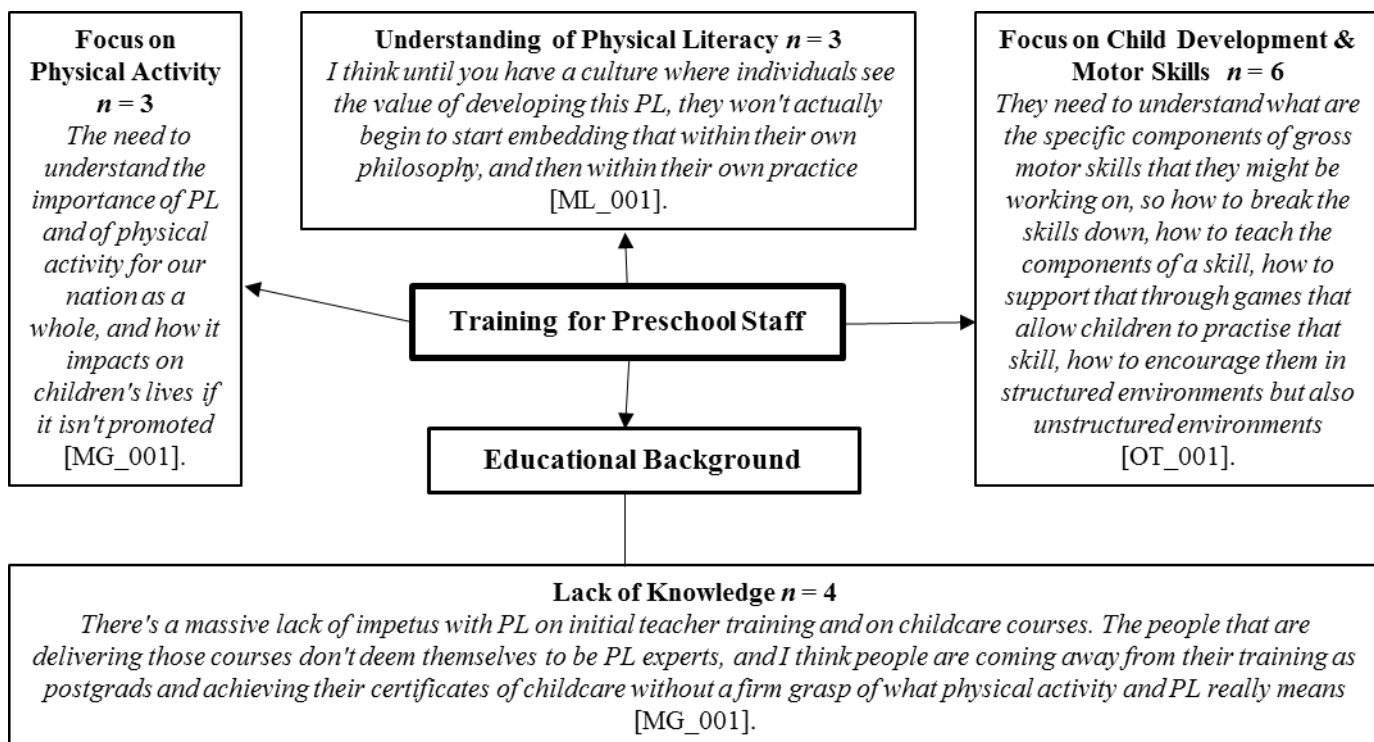 Focus on
Physical Activity
n = 3
The need to
understand the
importance of PL
and of physical
activity for our
nation as a
whole, and how it
impacts on
children's lives if
it isn't promoted
[MG_001].
Understanding of Physical Literacy n = 3
I think until you have a culture where individuals see
the value of developing this PL, they won't actually
begin to start embedding that within their own
philosophy, and then within their own practice
[ML_001].
Focus on Child Development &
Motor Skills n = 6
They need to understand what are
the specific components of gross
motor skills that they might be
working on, so how to break the
skills down, how to teach the
components of a skill, how to
support that through games that
allow children to practise that
skill, how to encourage them in
structured environments but also
unstructured environments
[OT_001].
Training for Preschool Staff
Educational Background
Lack of Knowledge n = 4
There's a massive lack of impetus with PL on initial teacher training and on childcare courses. The people that are
delivering those courses don't deem themselves to be PL experts, and I think people are coming away from their training as
postgrads and achieving their certificates of childcare without a firm grasp of what physical activity and PL really means
[MG_001].